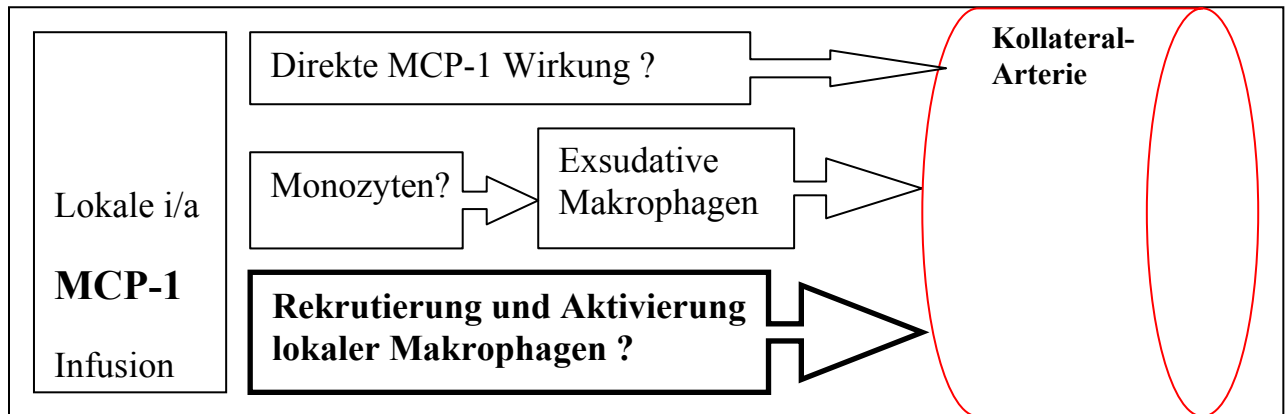 Lokale i/a
MCP-1
Infusion
Direkte MCP-1 Wirkung ?
Monozyten?
Exsudative
Makrophagen
Rekrutierung und Aktivierung
lokaler Makrophagen ?
Kollateral-
Arterie